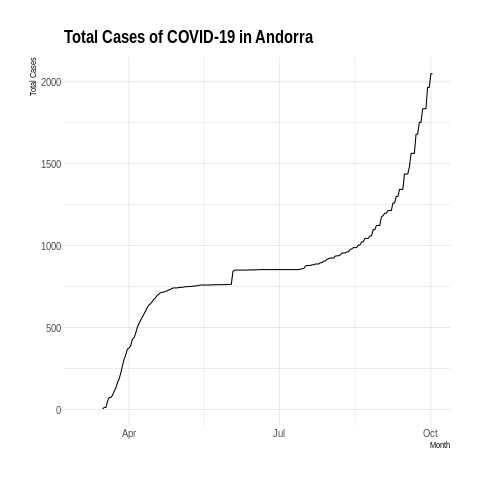 Total Cases of COVID-19 in Andorra
Total Cases
2000
1500
1000
500
0
Apr
Jul
Oct
Month